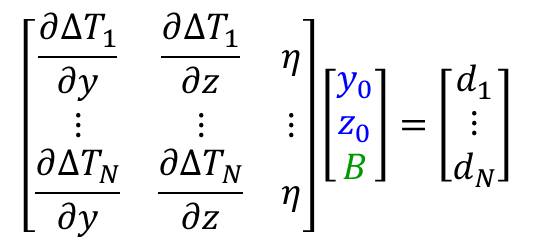 [∂ΔT₁/∂y ∂ΔT₁/∂z η] [y₀] = [d₁]
[⋮ ⋮ ⋮] [z₀] [⋮]
[∂ΔT_N/∂y ∂ΔT_N/∂z η] [B] [d_N]